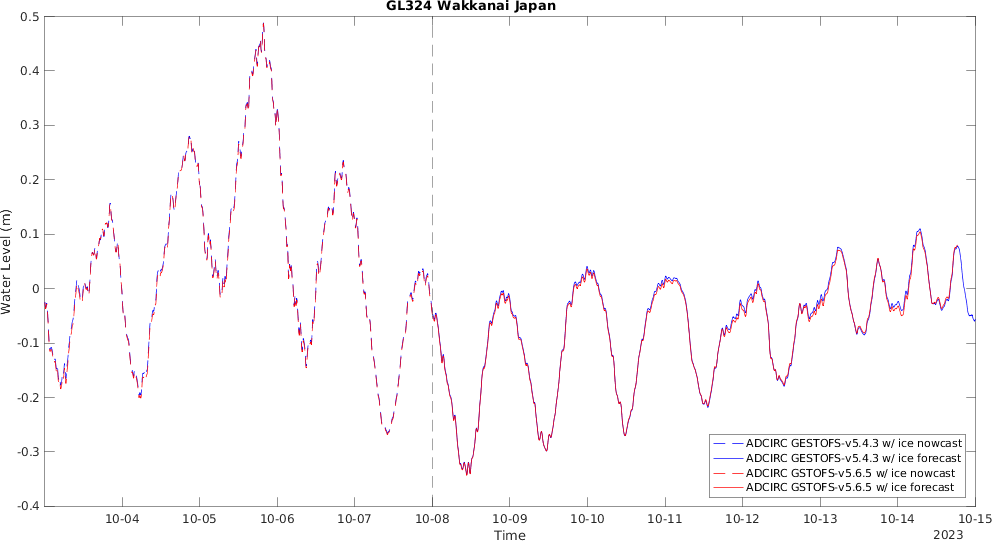 GL324 Wakkanai Japan
0.5
0.4
0.3
0.2
0.1
0
-0.1
-0.2
-0.3
-0.4
Water Level (m)
ADCIRC GESTOFS-v5.4.3 w/ ice nowcast
ADCIRC GESTOFS-v5.4.3 w/ ice forecast
ADCIRC GSTOFS-v5.6.5 w/ ice nowcast
ADCIRC GSTOFS-v5.6.5 w/ ice forecast
10-04 10-05 10-06 10-07 10-08 10-09 10-10 10-11 10-12 10-13 10-14 10-15
Time
2023